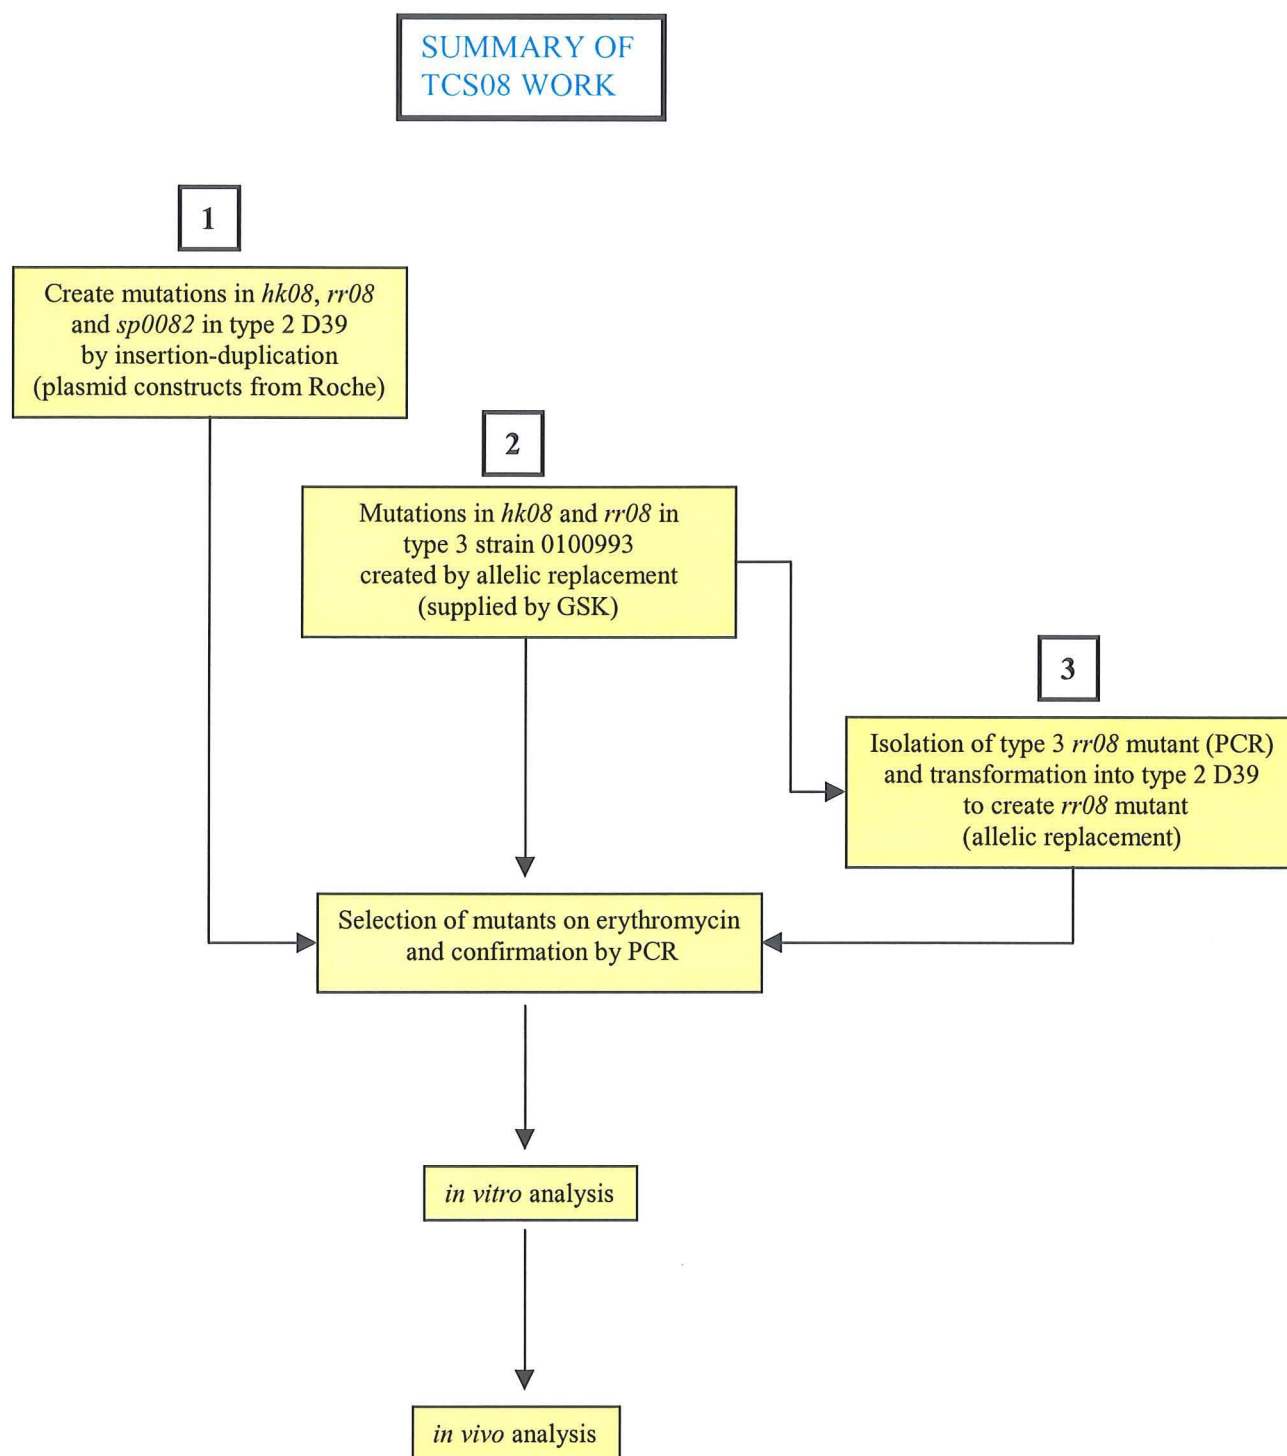 SUMMARY OF
TCS08 WORK
1
Create mutations in hk08, rr08
and sp0082 in type 2 D39
by insertion-duplication
(plasmid constructs from Roche)
2
Mutations in hk08 and rr08 in
type 3 strain 0100993
created by allelic replacement
(supplied by GSK)
3
Isolation of type 3 rr08 mutant (PCR)
and transformation into type 2 D39
to create rr08 mutant
(allelic replacement)
Selection of mutants on erythromycin
and confirmation by PCR
in vitro analysis
in vivo analysis